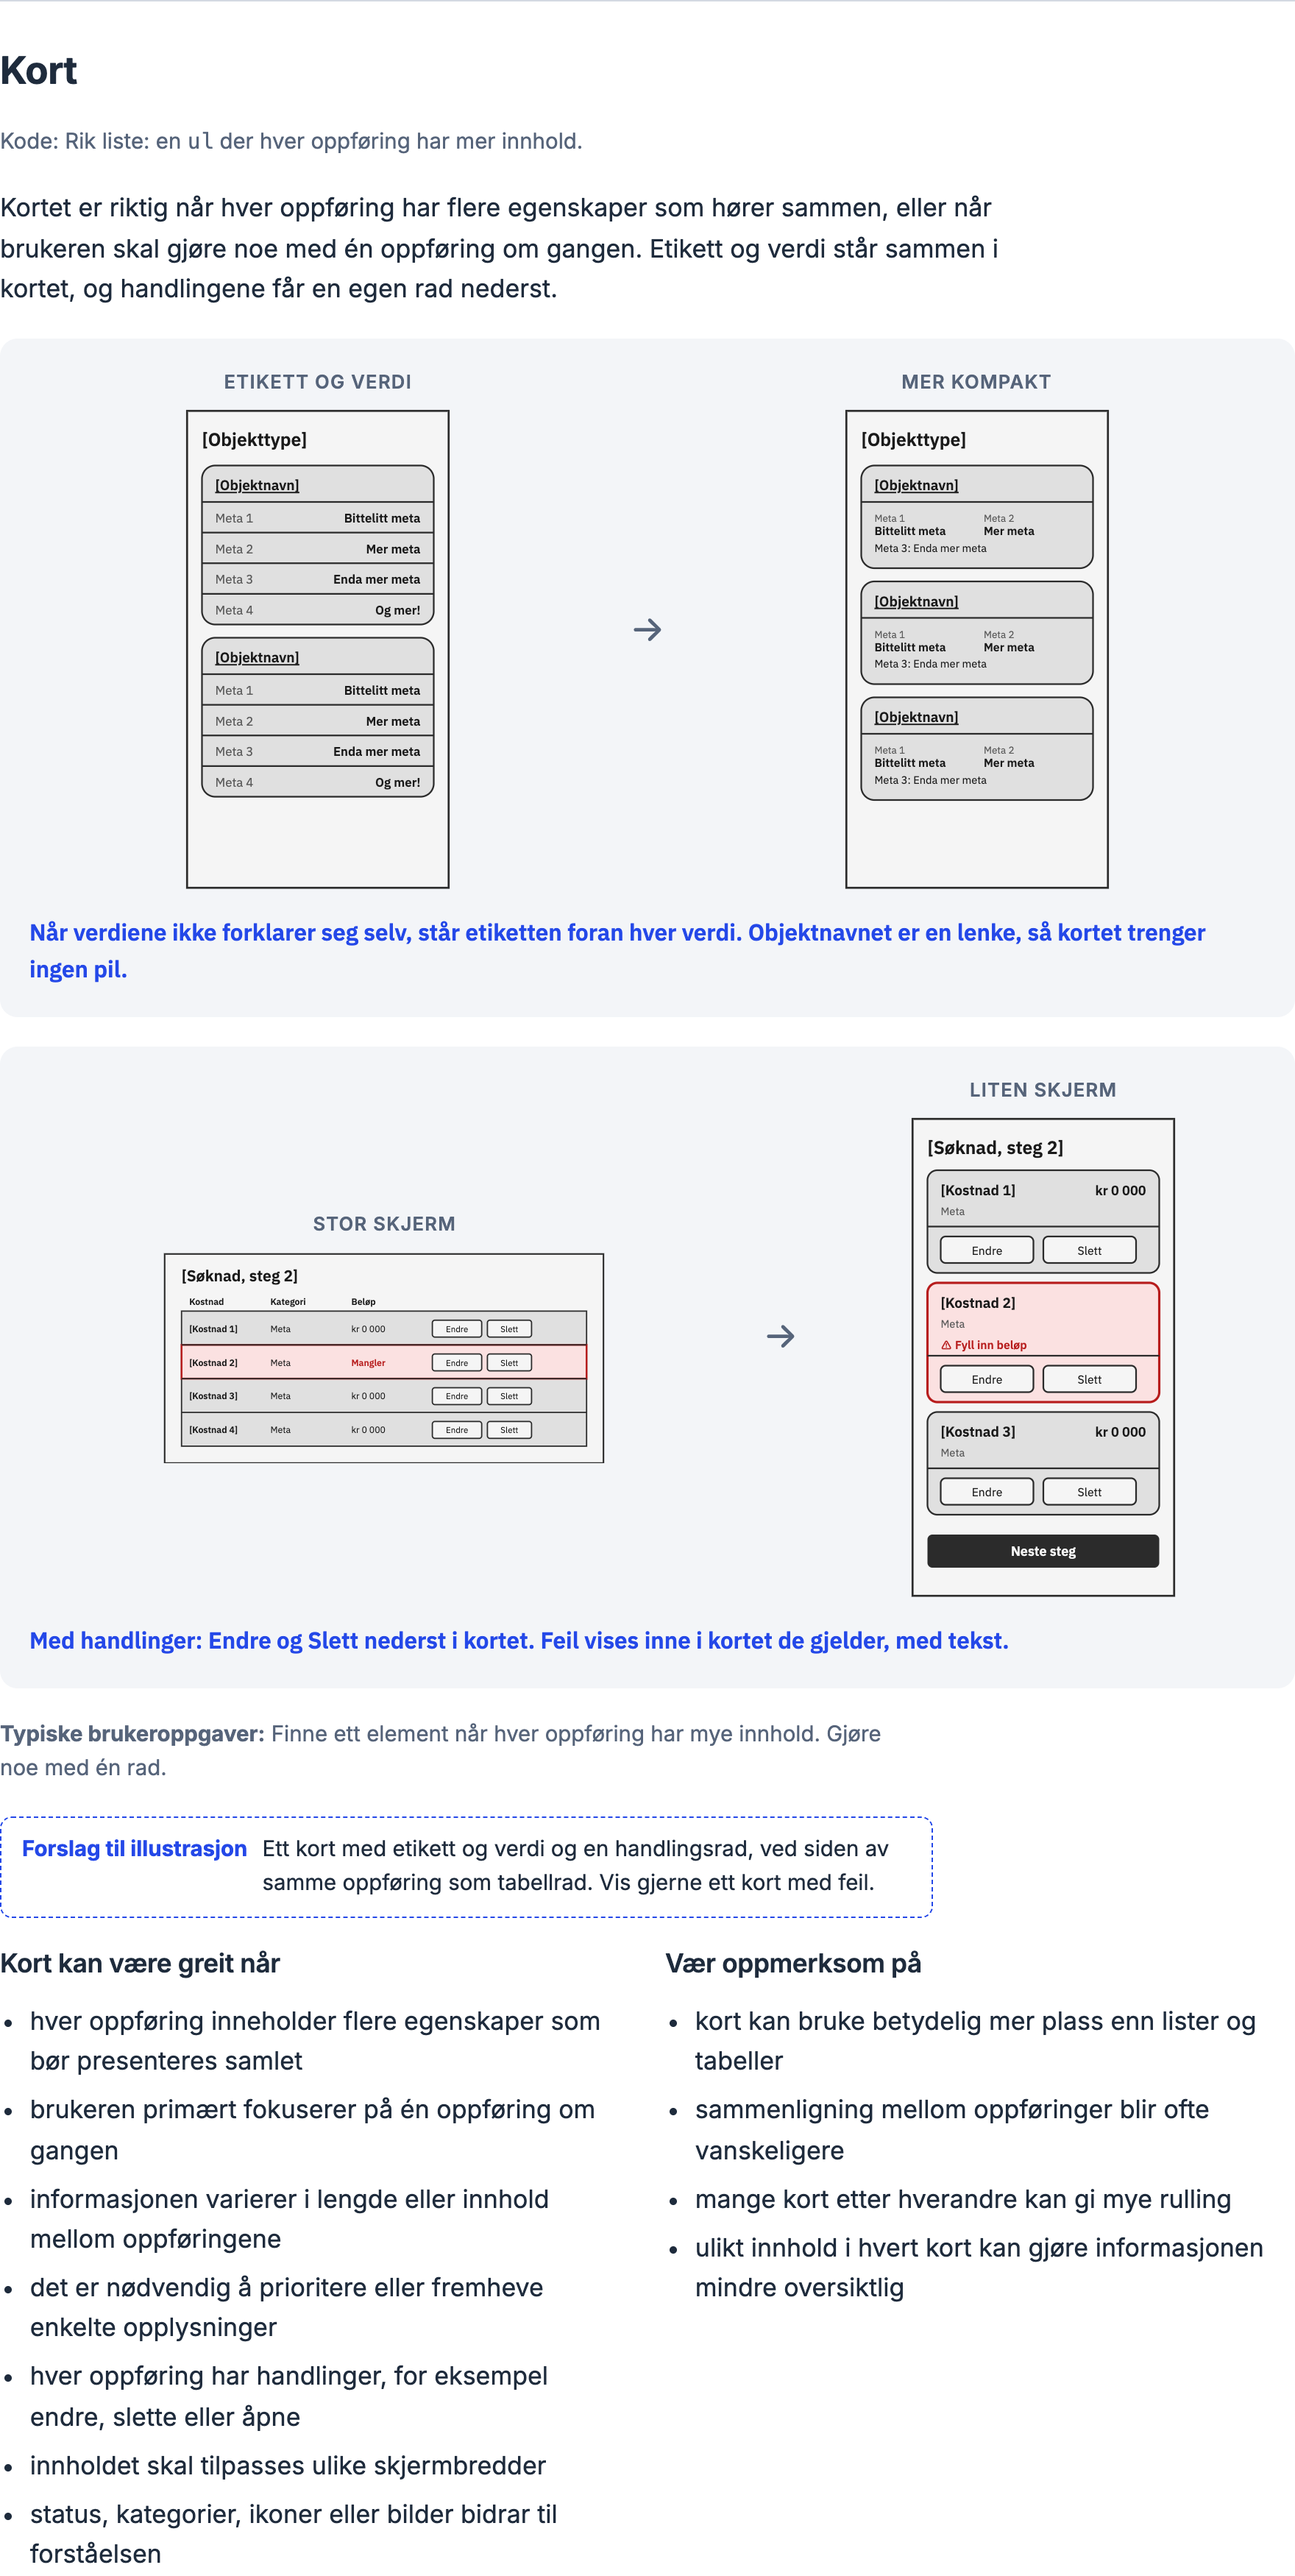 Kort
Kode: Rik liste: en ul der hver oppføring har mer innhold.
Kortet er riktig når hver oppføring har flere egenskaper som hører sammen, eller når
brukeren skal gjøre noe med én oppføring om gangen. Etikett og verdi står sammen i
kortet, og handlingene får en egen rad nederst.
ETIKETT OG VERDI
[Objekttype]
[Objektnavn]
Meta 1 Bittelitt meta
Meta 2 Mer meta
Meta 3 Enda mer meta
Meta 4 Og mer!
[Objektnavn]
Meta 1 Bittelitt meta
Meta 2 Mer meta
Meta 3 Enda mer meta
Meta 4 Og mer!
→
MER KOMPAKT
[Objekttype]
[Objektnavn]
Meta 1 Meta 2
Bittelitt meta Mer meta
Meta 3: Enda mer meta
[Objektnavn]
Meta 1 Meta 2
Bittelitt meta Mer meta
Meta 3: Enda mer meta
[Objektnavn]
Meta 1 Meta 2
Bittelitt meta Mer meta
Meta 3: Enda mer meta
Når verdiene ikke forklarer seg selv, står etiketten foran hver verdi. Objektnavnet er en lenke, så kortet trenger
ingen pil.
STOR SKJERM
[Søknad, steg 2]
Kostnad Kategori Beløp
[Kostnad 1] Meta kr 0 000 Endre Slett
[Kostnad 2] Meta Mangler Endre Slett
[Kostnad 3] Meta kr 0 000 Endre Slett
[Kostnad 4] Meta kr 0 000 Endre Slett
→
LITEN SKJERM
[Søknad, steg 2]
[Kostnad 1] kr 0 000
Meta
Endre Slett
[Kostnad 2]
Meta
⚠ Fyll inn beløp
Endre Slett
[Kostnad 3] kr 0 000
Meta
Endre Slett
Neste steg
Med handlinger: Endre og Slett nederst i kortet. Feil vises inne i kortet de gjelder, med tekst.
Typiske brukeroppgaver: Finne ett element når hver oppføring har mye innhold. Gjøre
noe med én rad.
Forslag til illustrasjon Ett kort med etikett og verdi og en handlingsrad, ved siden av
samme oppføring som tabellrad. Vis gjerne ett kort med feil.
Kort kan være greit når
• hver oppføring inneholder flere egenskaper som
bør presenteres samlet
• brukeren primært fokuserer på én oppføring om
gangen
• informasjonen varierer i lengde eller innhold
mellom oppføringene
• det er nødvendig å prioritere eller fremheve
enkelte opplysninger
• hver oppføring har handlinger, for eksempel
endre, slette eller åpne
• innholdet skal tilpasses ulike skjermbredder
• status, kategorier, ikoner eller bilder bidrar til
forståelsen
Vær oppmerksom på
• kort kan bruke betydelig mer plass enn lister og
tabeller
• sammenligning mellom oppføringer blir ofte
vanskeligere
• mange kort etter hverandre kan gi mye rulling
• ulikt innhold i hvert kort kan gjøre informasjonen
mindre oversiktlig